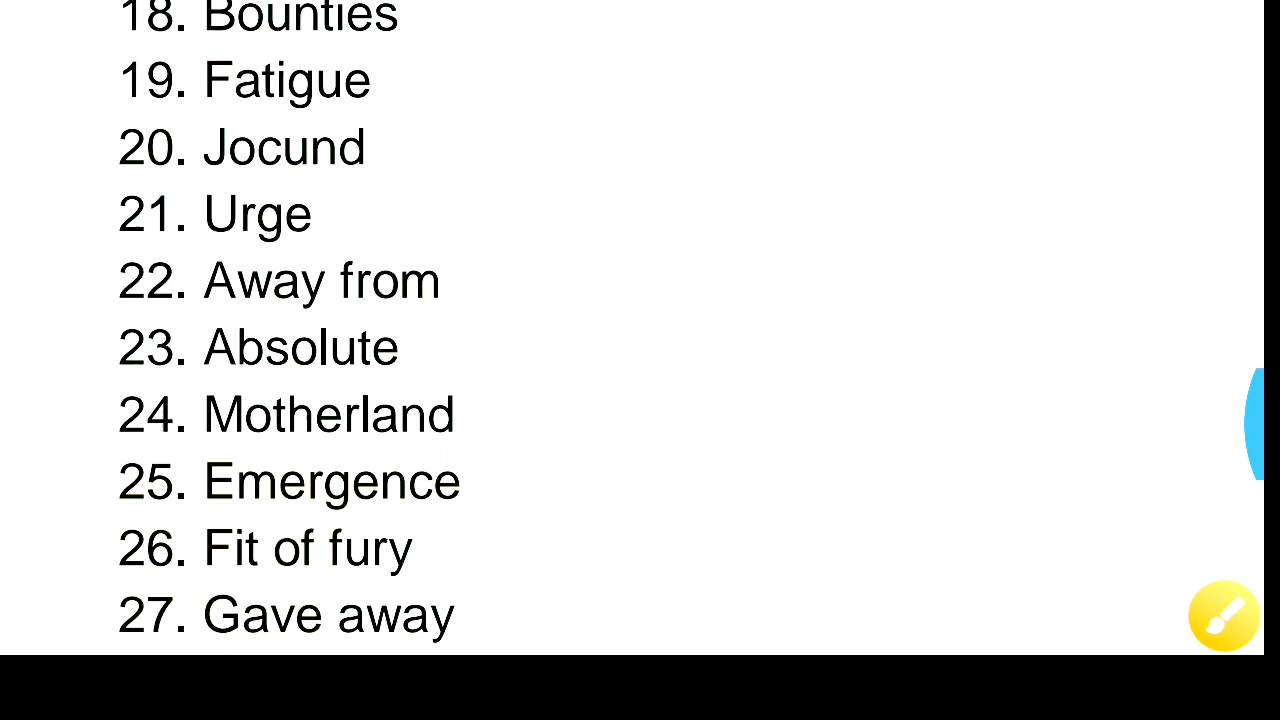 18. Bounties
19. Fatigue
20. Jocund
21. Urge
22. Away from
23. Absolute
24. Motherland
25. Emergence
26. Fit of fury
27. Gave away